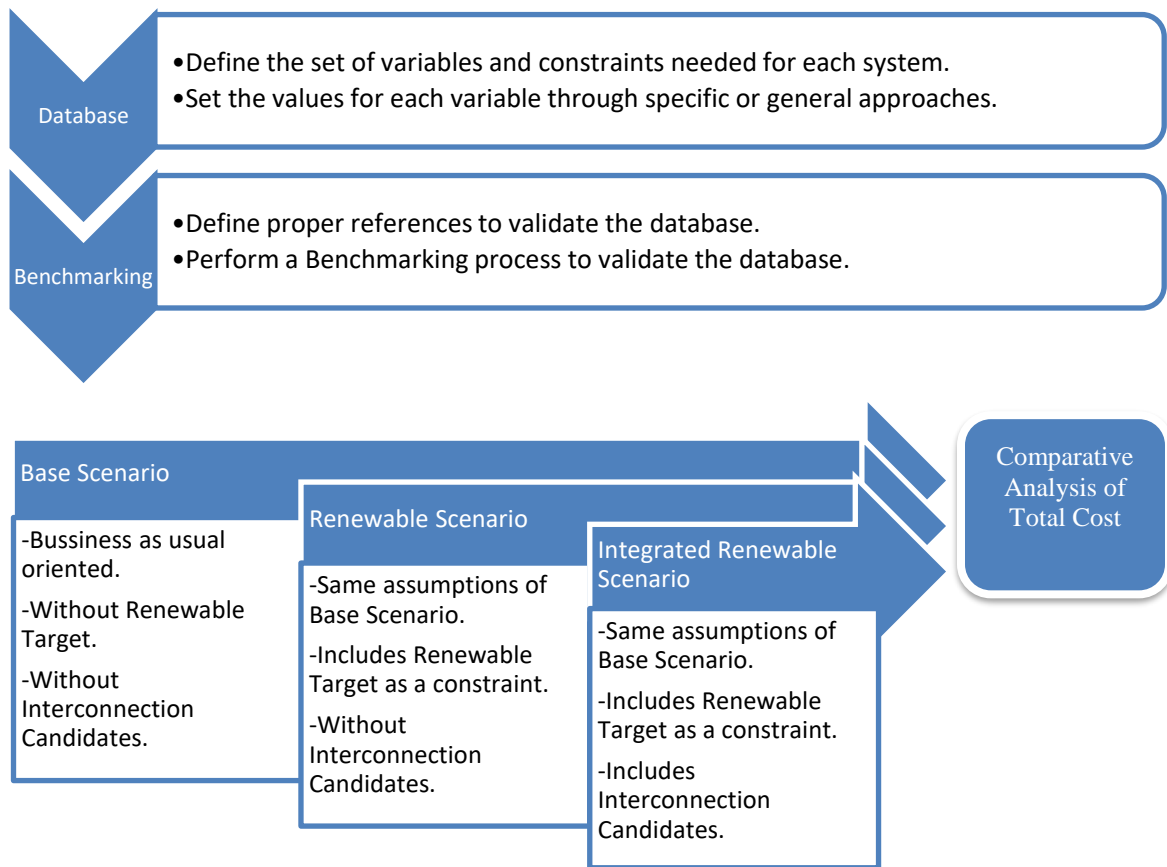 Database
•Define the set of variables and constraints needed for each system.
•Set the values for each variable through specific or general approaches.
Benchmarking
•Define proper references to validate the database.
•Perform a Benchmarking process to validate the database.
Base Scenario
-Bussiness as usual
oriented.
-Without Renewable
Target.
-Without
Interconnection
Candidates.
Renewable Scenario
-Same assumptions of
Base Scenario.
-Includes Renewable
Target as a constraint.
-Without
Interconnection
Candidates.
Integrated Renewable
Scenario
-Same assumptions of
Base Scenario.
-Includes Renewable
Target as a constraint.
-Includes
Interconnection
Candidates.
Comparative
Analysis of
Total Cost